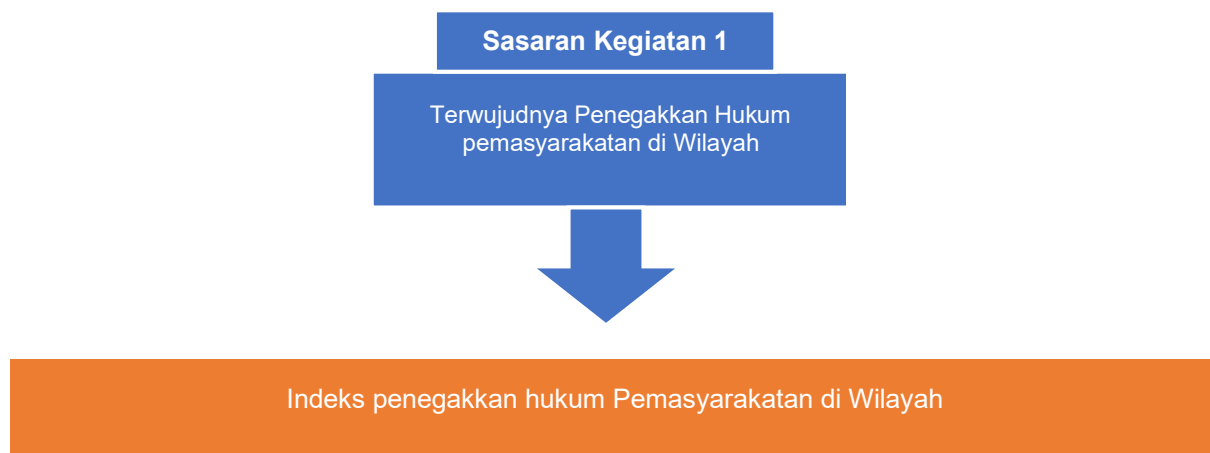 Sasaran Kegiatan 1
Terwujudnya Penegakkan Hukum
pemasyarakatan di Wilayah
Indeks penegakkan hukum Pemasyarakatan di Wilayah